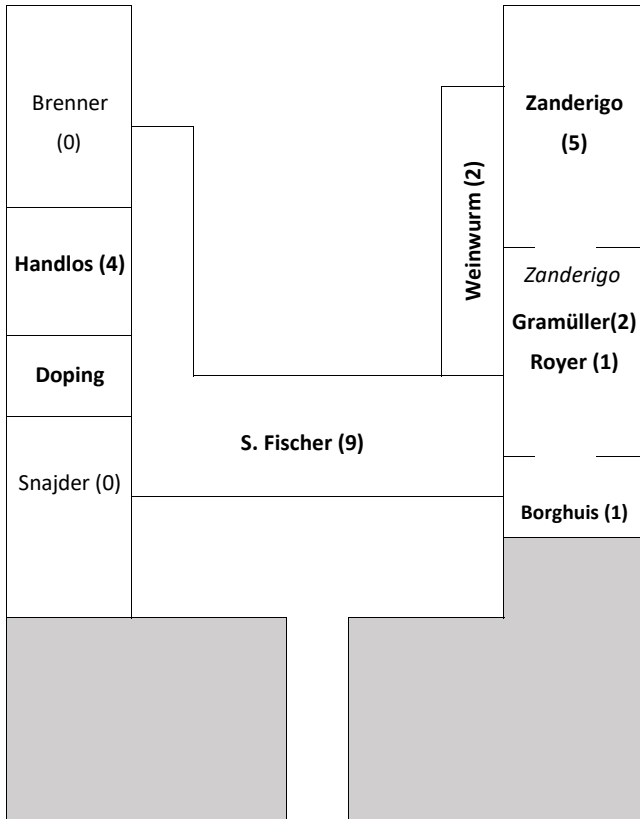 Brenner
(0)
Handlos (4)
Doping
Snajder (0)
S. Fischer (9)
Weinwurm (2)
Zanderigo
(5)
Zanderigo
Gramüller(2)
Royer (1)
Borghuis (1)